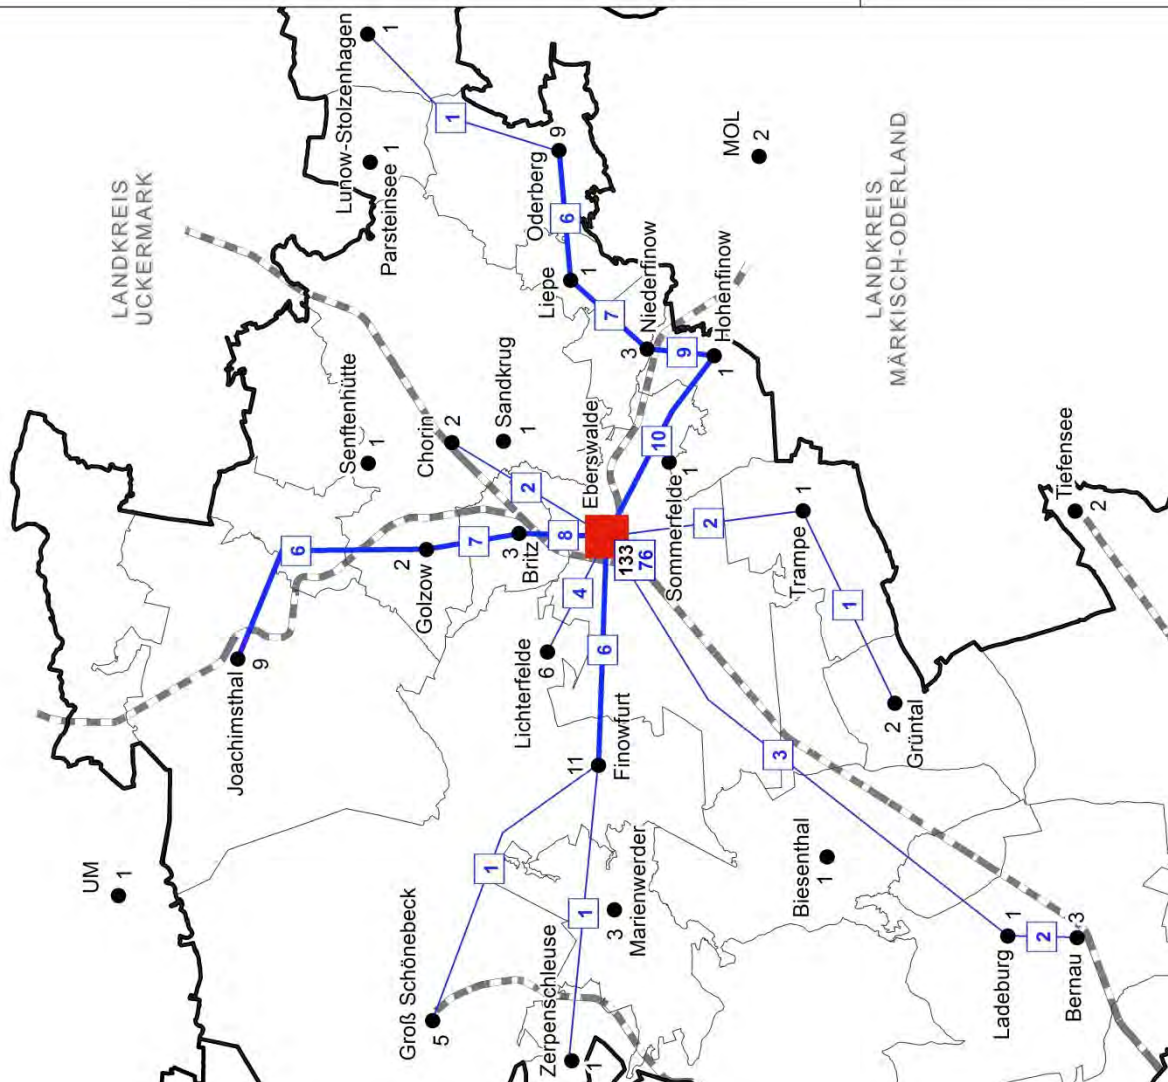 LANDKREIS
UCKERMARK
Lunow-Stolzenhagen
1
Parsteinsee
1
1
Oderberg
9
MOL
2
LANDKREIS
MÄRKISCH-ODERLAND
6
Liepe
1
7
Niederfinow
3
9
Hohenfinow
1
Senftenhütte
1
Chorin
2
Sandkrug
1
2
10
Sommerfelde
1
Eberswalde
133
76
Tiefensee
2
Trampe
1
2
1
Grüntal
2
6
Joachimsthal
9
Golzow
2
7
Britz
3
8
4
Lichterfelde
6
6
Finowfurt
11
3
UM
1
Groß Schönebeck
5
1
1
Zerpenschleuse
1
Marienwerder
3
Biesenthal
1
Ladeburg
1
2
Bernau
3